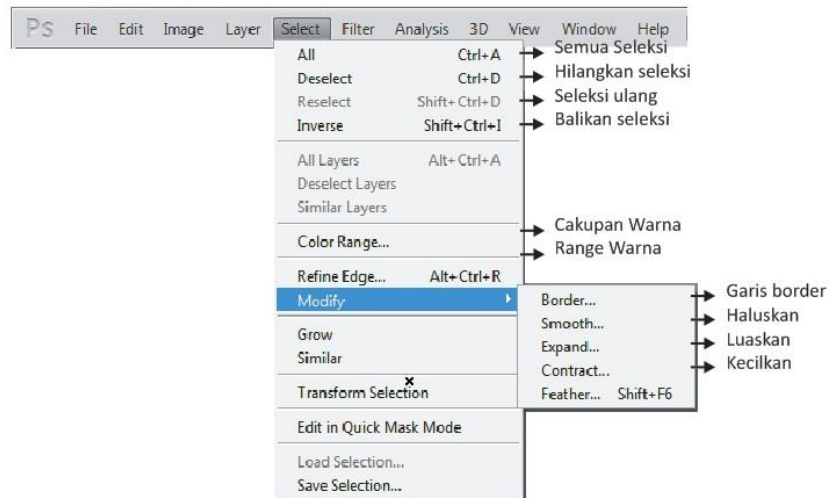 Ps File Edit Image Layer Select Filter Analysis 3D View Window Help
All Ctrl+A Semua Seleksi
Deselect Ctrl+D Hilangkan seleksi
Reselect Shift+Ctrl+D Seleksi ulang
Inverse Shift+Ctrl+I Balikan seleksi
All Layers Alt+Ctrl+A
Deselect Layers
Similar Layers
Cakupan Warna
Color Range...
Range Warna
Refine Edge... Alt+Ctrl+R
Modify
Border... Garis border
Smooth... Haluskan
Expand... Luaskan
Contract... Kecilkan
Feather... Shift+F6
Grow
Similar
Transform Selection
Edit in Quick Mask Mode
Load Selection...
Save Selection...